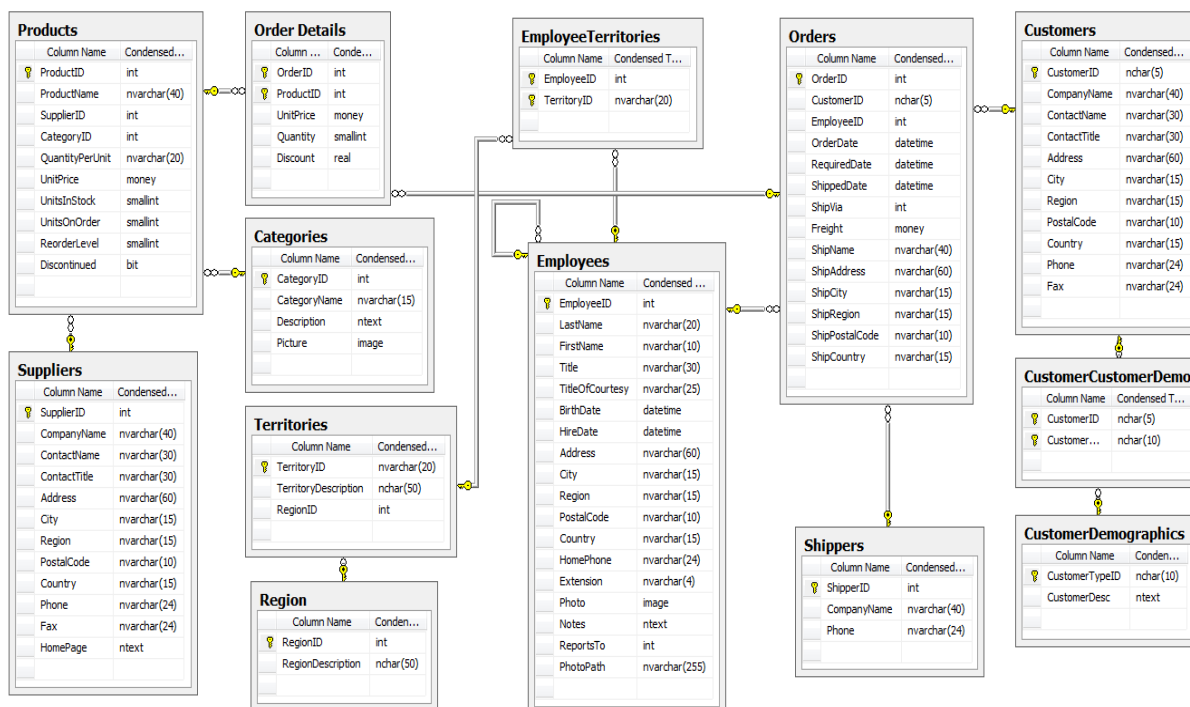 Products
Column Name Condensed...
ProductID int
ProductName nvarchar(40)
SupplierID int
CategoryID int
QuantityPerUnit nvarchar(20)
UnitPrice money
UnitsInStock smallint
UnitsOnOrder smallint
ReorderLevel smallint
Discontinued bit
Order Details
Column ... Conde...
OrderID int
ProductID int
UnitPrice money
Quantity smallint
Discount real
EmployeeTerritories
Column Name Condensed T...
EmployeeID int
TerritoryID nvarchar(20)
Orders
Column Name Condensed...
OrderID int
CustomerID nchar(5)
EmployeeID int
OrderDate datetime
RequiredDate datetime
ShippedDate datetime
ShipVia int
Freight money
ShipName nvarchar(40)
ShipAddress nvarchar(60)
ShipCity nvarchar(15)
ShipRegion nvarchar(15)
ShipPostalCode nvarchar(10)
ShipCountry nvarchar(15)
Customers
Column Name Condensed...
CustomerID nchar(5)
CompanyName nvarchar(40)
ContactName nvarchar(30)
ContactTitle nvarchar(30)
Address nvarchar(60)
City nvarchar(15)
Region nvarchar(15)
PostalCode nvarchar(10)
Country nvarchar(15)
Phone nvarchar(24)
Fax nvarchar(24)
Categories
Column Name Condensed...
CategoryID int
CategoryName nvarchar(15)
Description ntext
Picture image
Employees
Column Name Condensed ...
EmployeeID int
LastName nvarchar(20)
FirstName nvarchar(10)
Title nvarchar(30)
TitleOfCourtesy nvarchar(25)
BirthDate datetime
HireDate datetime
Address nvarchar(60)
City nvarchar(15)
Region nvarchar(15)
PostalCode nvarchar(10)
Country nvarchar(15)
HomePhone nvarchar(24)
Extension nvarchar(4)
Photo image
Notes ntext
ReportsTo int
PhotoPath nvarchar(255)
Suppliers
Column Name Condensed...
SupplierID int
CompanyName nvarchar(40)
ContactName nvarchar(30)
ContactTitle nvarchar(30)
Address nvarchar(60)
City nvarchar(15)
Region nvarchar(15)
PostalCode nvarchar(10)
Country nvarchar(15)
Phone nvarchar(24)
Fax nvarchar(24)
HomePage ntext
Territories
Column Name Condensed...
TerritoryID nvarchar(20)
TerritoryDescription nchar(50)
RegionID int
Region
Column Name Conden...
RegionID int
RegionDescription nchar(50)
Shippers
Column Name Condensed...
ShipperID int
CompanyName nvarchar(40)
Phone nvarchar(24)
CustomerCustomerDemo
Column Name Condensed T...
CustomerID nchar(5)
Customer... nchar(10)
CustomerDemographics
Column Name Conden...
CustomerTypeID nchar(10)
CustomerDesc ntext